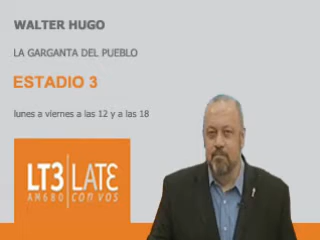 WALTER HUGO
LA GARGANTA DEL PUEBLO
ESTADIO 3
lunes a viernes a las 12 y a las 18
LT3 LATE
AM680 CON VOS